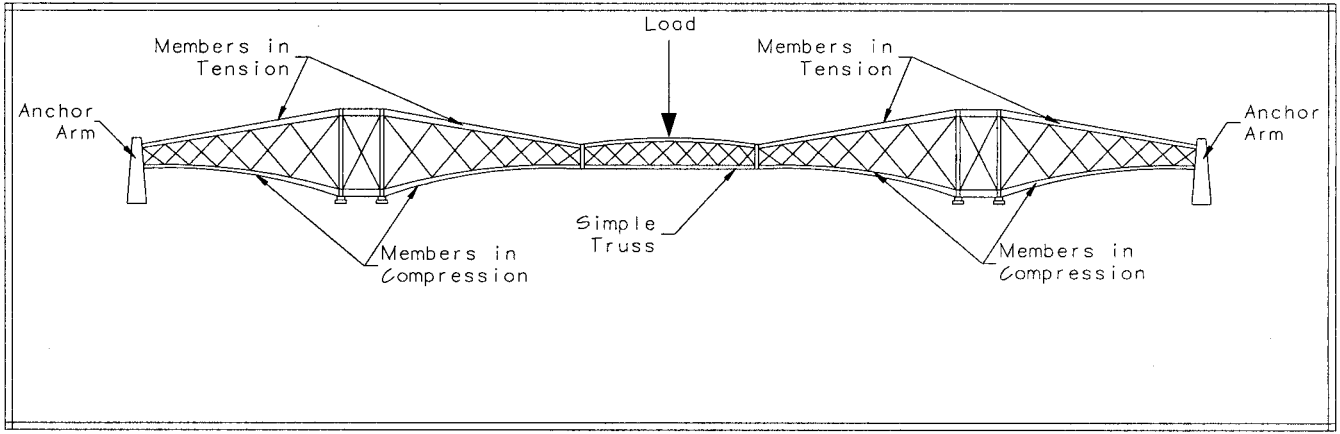 Load
Members in
Tension
Members in
Tension
Anchor
Arm
Anchor
Arm
Simple
Truss
Members in
Compression
Members in
Compression